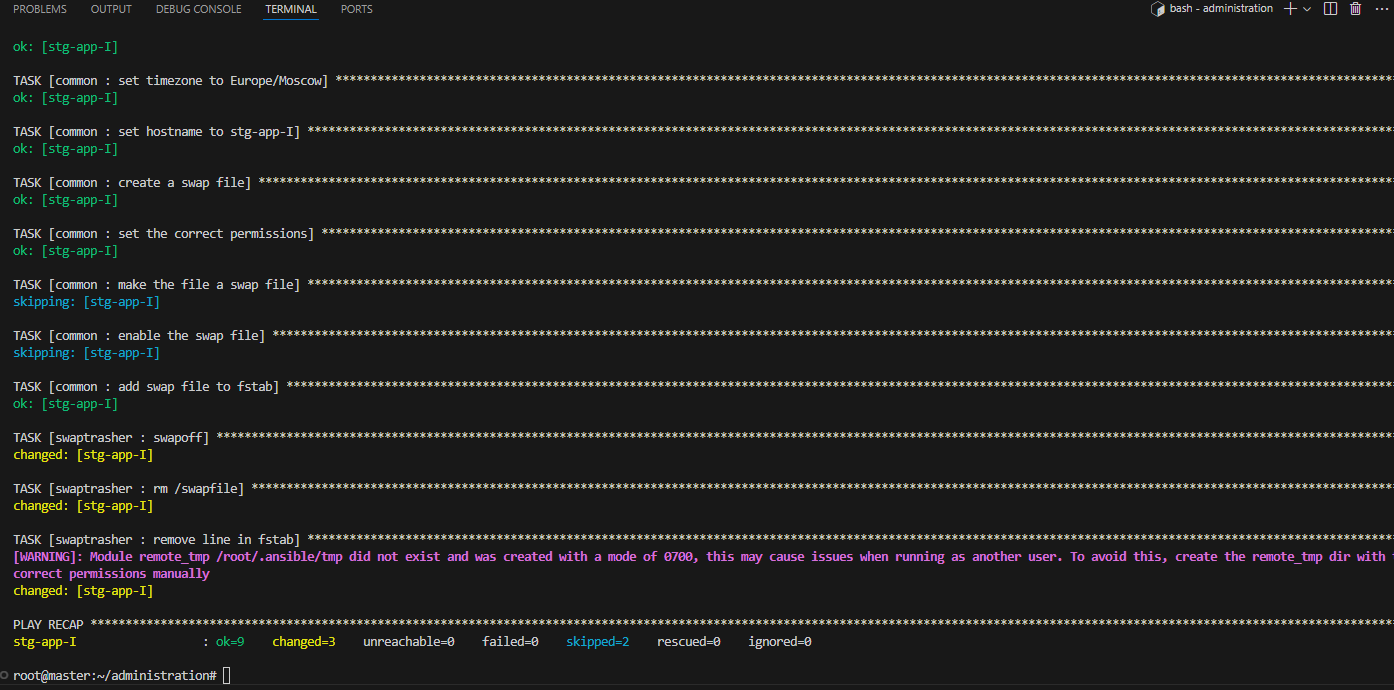 PROBLEMS OUTPUT DEBUG CONSOLE TERMINAL PORTS bash - administration
ok: [stg-app-I]
TASK [common : set timezone to Europe/Moscow] ********************************************************************************************************************************************************
ok: [stg-app-I]
TASK [common : set hostname to stg-app-I] ************************************************************************************************************************************************************
ok: [stg-app-I]
TASK [common : create a swap file] *******************************************************************************************************************************************************************
ok: [stg-app-I]
TASK [common : set the correct permissions] **********************************************************************************************************************************************************
ok: [stg-app-I]
TASK [common : make the file a swap file] ************************************************************************************************************************************************************
skipping: [stg-app-I]
TASK [common : enable the swap file] *****************************************************************************************************************************************************************
skipping: [stg-app-I]
TASK [common : add swap file to fstab] ***************************************************************************************************************************************************************
ok: [stg-app-I]
TASK [swaptrasher : swapoff] *************************************************************************************************************************************************************************
changed: [stg-app-I]
TASK [swaptrasher : rm /swapfile] ********************************************************************************************************************************************************************
changed: [stg-app-I]
TASK [swaptrasher : remove line in fstab] ************************************************************************************************************************************************************
[WARNING]: Module remote_tmp /root/.ansible/tmp did not exist and was created with a mode of 0700, this may cause issues when running as another user. To avoid this, create the remote_tmp dir with
correct permissions manually
changed: [stg-app-I]
PLAY RECAP *******************************************************************************************************************************************************************************************
stg-app-I : ok=9 changed=3 unreachable=0 failed=0 skipped=2 rescued=0 ignored=0
root@master:~/administration#